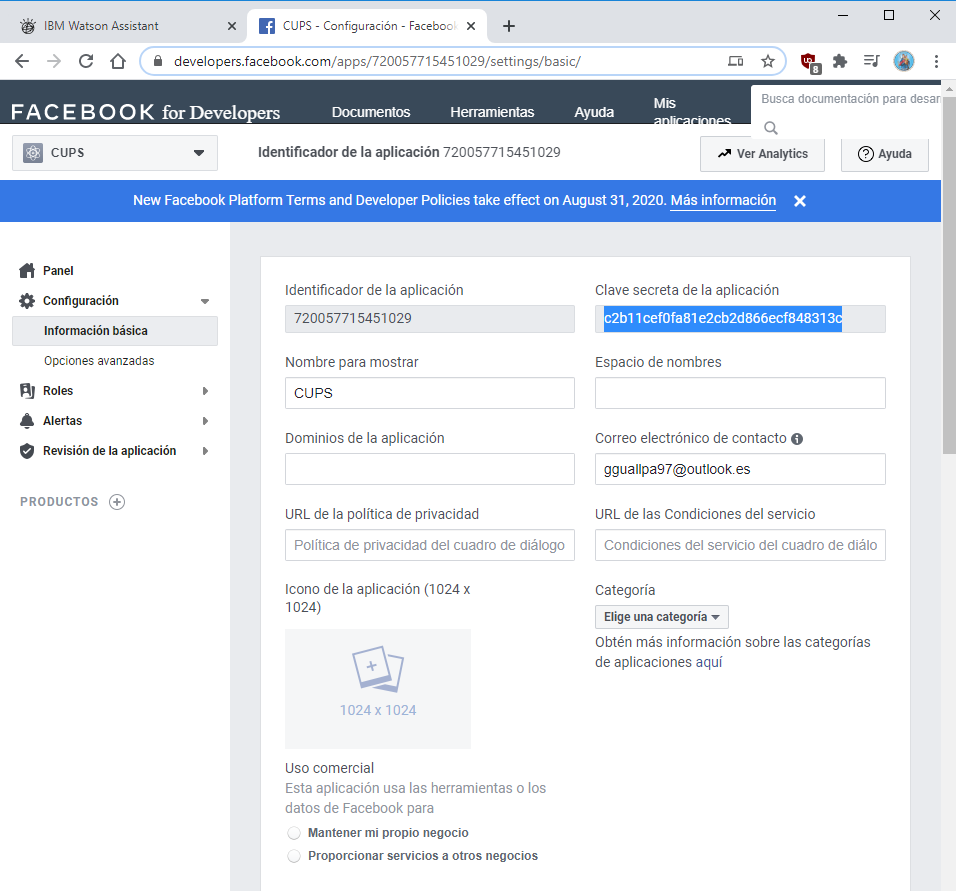 IBM Watson Assistant
CUPS - Configuración - Facebook
developers.facebook.com/apps/720057715451029/settings/basic/
8
FACEBOOK for Developers
Documentos
Herramientas
Ayuda
Mis aplicaciones
Busca documentación para desar
CUPS
Identificador de la aplicación 720057715451029
Ver Analytics
Ayuda
New Facebook Platform Terms and Developer Policies take effect on August 31, 2020. Más información
Panel
Configuración
Información básica
Opciones avanzadas
Roles
Alertas
Revisión de la aplicación
PRODUCTOS
Identificador de la aplicación
720057715451029
Clave secreta de la aplicación
c2b11cef0fa81e2cb2d866ecf848313c
Nombre para mostrar
CUPS
Espacio de nombres
Dominios de la aplicación
Correo electrónico de contacto
gguallpa97@outlook.es
URL de la política de privacidad
Política de privacidad del cuadro de diálogo
URL de las Condiciones del servicio
Condiciones del servicio del cuadro de diálo
Icono de la aplicación (1024 x
1024)
1024 x 1024
Categoría
Elige una categoría
Obtén más información sobre las categorías
de aplicaciones aquí
Uso comercial
Esta aplicación usa las herramientas o los
datos de Facebook para
Mantener mi propio negocio
Proporcionar servicios a otros negocios